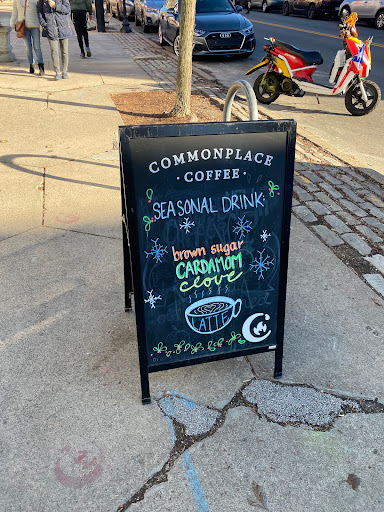 COMMONPLACE
• COFFEE •
SEASONAL DRINK:
brown sugar
CARDAMOM
CLOVE
LATTE